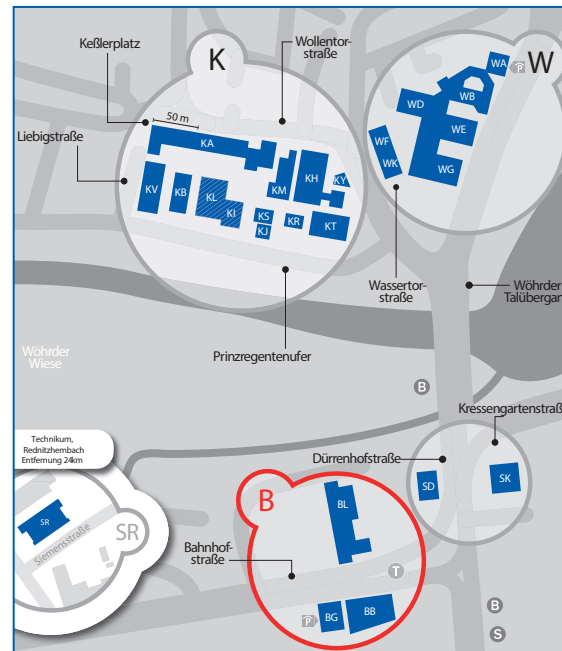 Keßlerplatz
K
Wollentor-
straße
W
WA
P
WB
WD
WE
WF
WK
WG
50 m
Liebigstraße
KA
KV
KB
KL
KI
KM
KH
KY
KS
KJ
KR
KT
Wassertor-
straße
Wöhrder
Talübergan
Prinzregentenufer
Wöhrder
Wiese
B
Kressengartenstraß
Technikum,
Rednitzhembach
Entfernung 24km
Dürrenhofstraße
SD
SK
B
BL
SR
Siemensstraße
SR
Bahnhof-
straße
T
P
BG
BB
B
S